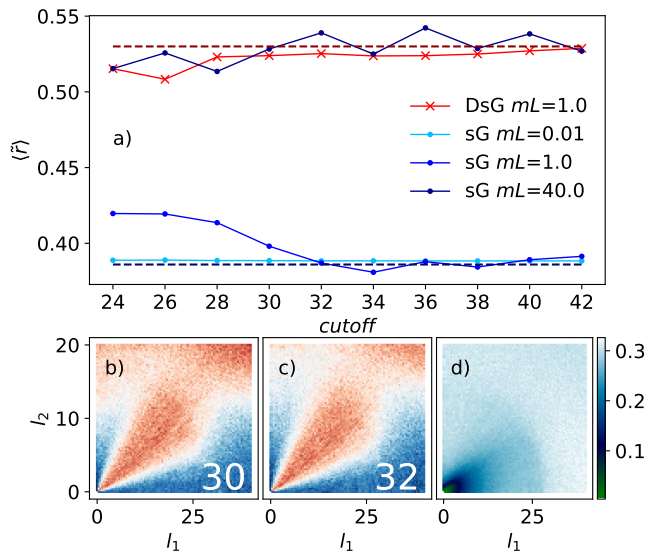 0.55
0.50
0.45
0.40
⟨r̃⟩
a)
DsG mL=1.0
sG mL=0.01
sG mL=1.0
sG mL=40.0
24 26 28 30 32 34 36 38 40 42
cutoff
20
10
0
l₂
b)
30
c)
32
d)
0.3
0.2
0.1
0 25
0 25
0 25
l₁
l₁
l₁